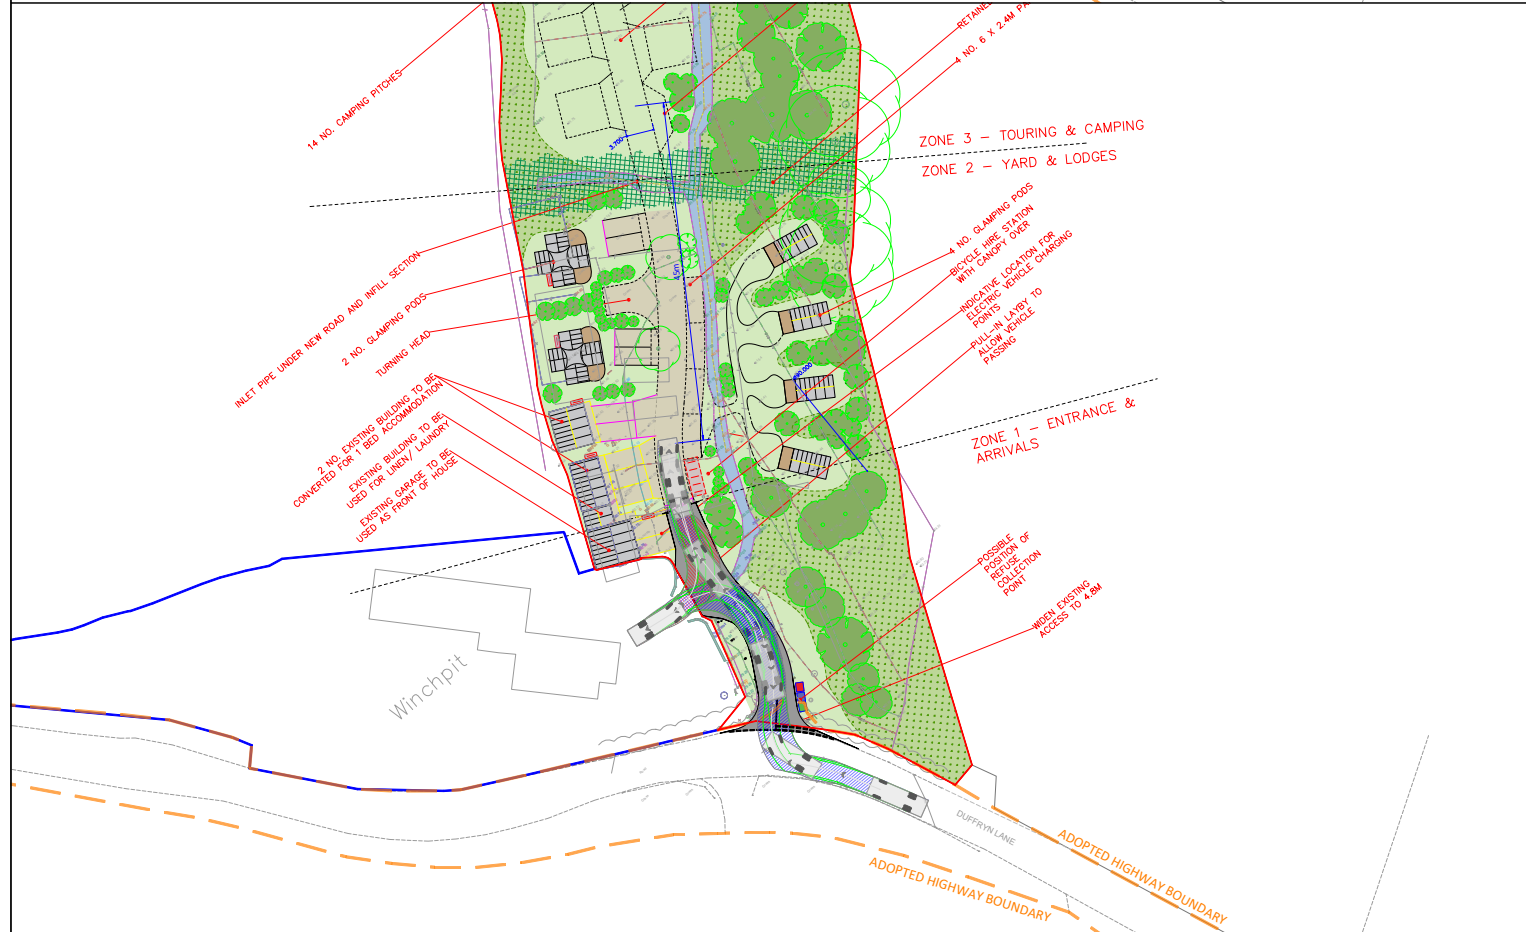 14 NO. CAMPING PITCHES
RETAINED
4 NO. 6 X 2.4M
ZONE 3 – TOURING & CAMPING
ZONE 2 – YARD & LODGES
3.700
45m
4 NO. GLAMPING PODS
BICYCLE HIRE STATION
WITH CANOPY OVER
INDICATIVE LOCATION FOR
ELECTRIC VEHICLE CHARGING
POINTS
PULL-IN LAYBY TO
ALLOW VEHICLE
PASSING
INLET PIPE UNDER NEW ROAD AND INFILL SECTION
2 NO. GLAMPING PODS
TURNING HEAD
2 NO. EXISTING BUILDING TO BE
CONVERTED FOR 1 BED ACCOMMODATION
EXISTING BUILDING TO BE
USED FOR LINEN/ LAUNDRY
EXISTING GARAGE TO BE
USED AS FRONT OF HOUSE
ZONE 1 – ENTRANCE &
ARRIVALS
POSSIBLE
POSITION OF
REFUSE
COLLECTION
POINT
WIDEN EXISTING
ACCESS TO 4.8M
Winchpit
DUFFRYN LANE
ADOPTED HIGHWAY BOUNDARY
ADOPTED HIGHWAY BOUNDARY